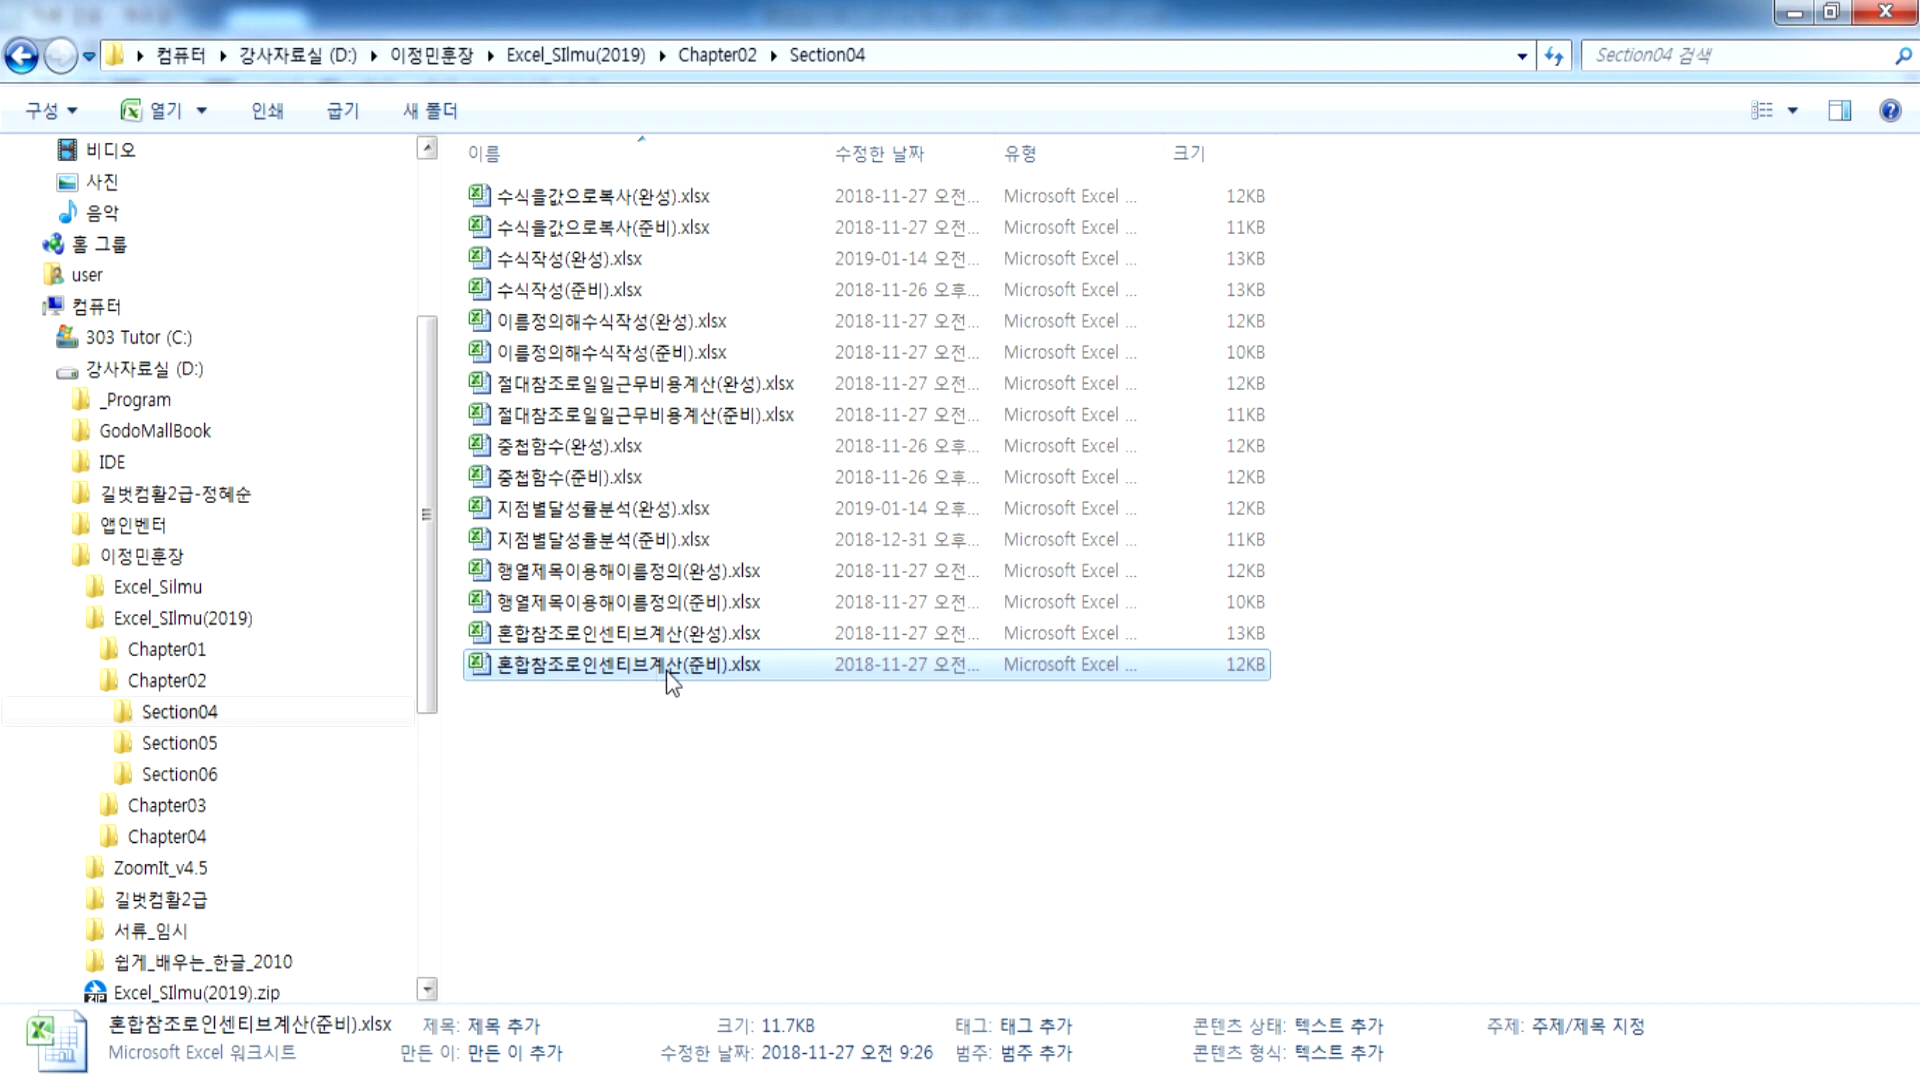 컴퓨터 강사자료실 (D:) 이정민훈장 Excel_SIlmu(2019) Chapter02 Section04
Section04 검색
구성 열기 인쇄 굽기 새 폴더
비디오
사진
음악
홈 그룹
user
컴퓨터
303 Tutor (C:)
강사자료실 (D:)
_Program
GodoMallBook
IDE
길벗컴활2급-정혜순
앱인벤터
이정민훈장
Excel_Silmu
Excel_SIlmu(2019)
Chapter01
Chapter02
Section04
Section05
Section06
Chapter03
Chapter04
ZoomIt_v4.5
길벗컴활2급
서류_임시
쉽게_배우는_한글_2010
Excel_SIlmu(2019).zip
이름 수정한 날짜 유형 크기
수식을값으로복사(완성).xlsx 2018-11-27 오전... Microsoft Excel ... 12KB
수식을값으로복사(준비).xlsx 2018-11-27 오전... Microsoft Excel ... 11KB
수식작성(완성).xlsx 2019-01-14 오전... Microsoft Excel ... 13KB
수식작성(준비).xlsx 2018-11-26 오후... Microsoft Excel ... 13KB
이름정의해수식작성(완성).xlsx 2018-11-27 오전... Microsoft Excel ... 12KB
이름정의해수식작성(준비).xlsx 2018-11-27 오전... Microsoft Excel ... 10KB
절대참조로일일근무비용계산(완성).xlsx 2018-11-27 오전... Microsoft Excel ... 12KB
절대참조로일일근무비용계산(준비).xlsx 2018-11-27 오전... Microsoft Excel ... 11KB
중첩함수(완성).xlsx 2018-11-26 오후... Microsoft Excel ... 12KB
중첩함수(준비).xlsx 2018-11-26 오후... Microsoft Excel ... 12KB
지점별달성률분석(완성).xlsx 2019-01-14 오후... Microsoft Excel ... 12KB
지점별달성률분석(준비).xlsx 2018-12-31 오후... Microsoft Excel ... 11KB
행열제목이용해이름정의(완성).xlsx 2018-11-27 오전... Microsoft Excel ... 12KB
행열제목이용해이름정의(준비).xlsx 2018-11-27 오전... Microsoft Excel ... 10KB
혼합참조로인센티브계산(완성).xlsx 2018-11-27 오전... Microsoft Excel ... 13KB
혼합참조로인센티브계산(준비).xlsx 2018-11-27 오전... Microsoft Excel ... 12KB
혼합참조로인센티브계산(준비).xlsx 제목: 제목 추가 크기: 11.7KB 태그: 태그 추가 콘텐츠 상태: 텍스트 추가 주제: 주제/제목 지정
Microsoft Excel 워크시트 만든 이: 만든 이 추가 수정한 날짜: 2018-11-27 오전 9:26 범주: 범주 추가 콘텐츠 형식: 텍스트 추가